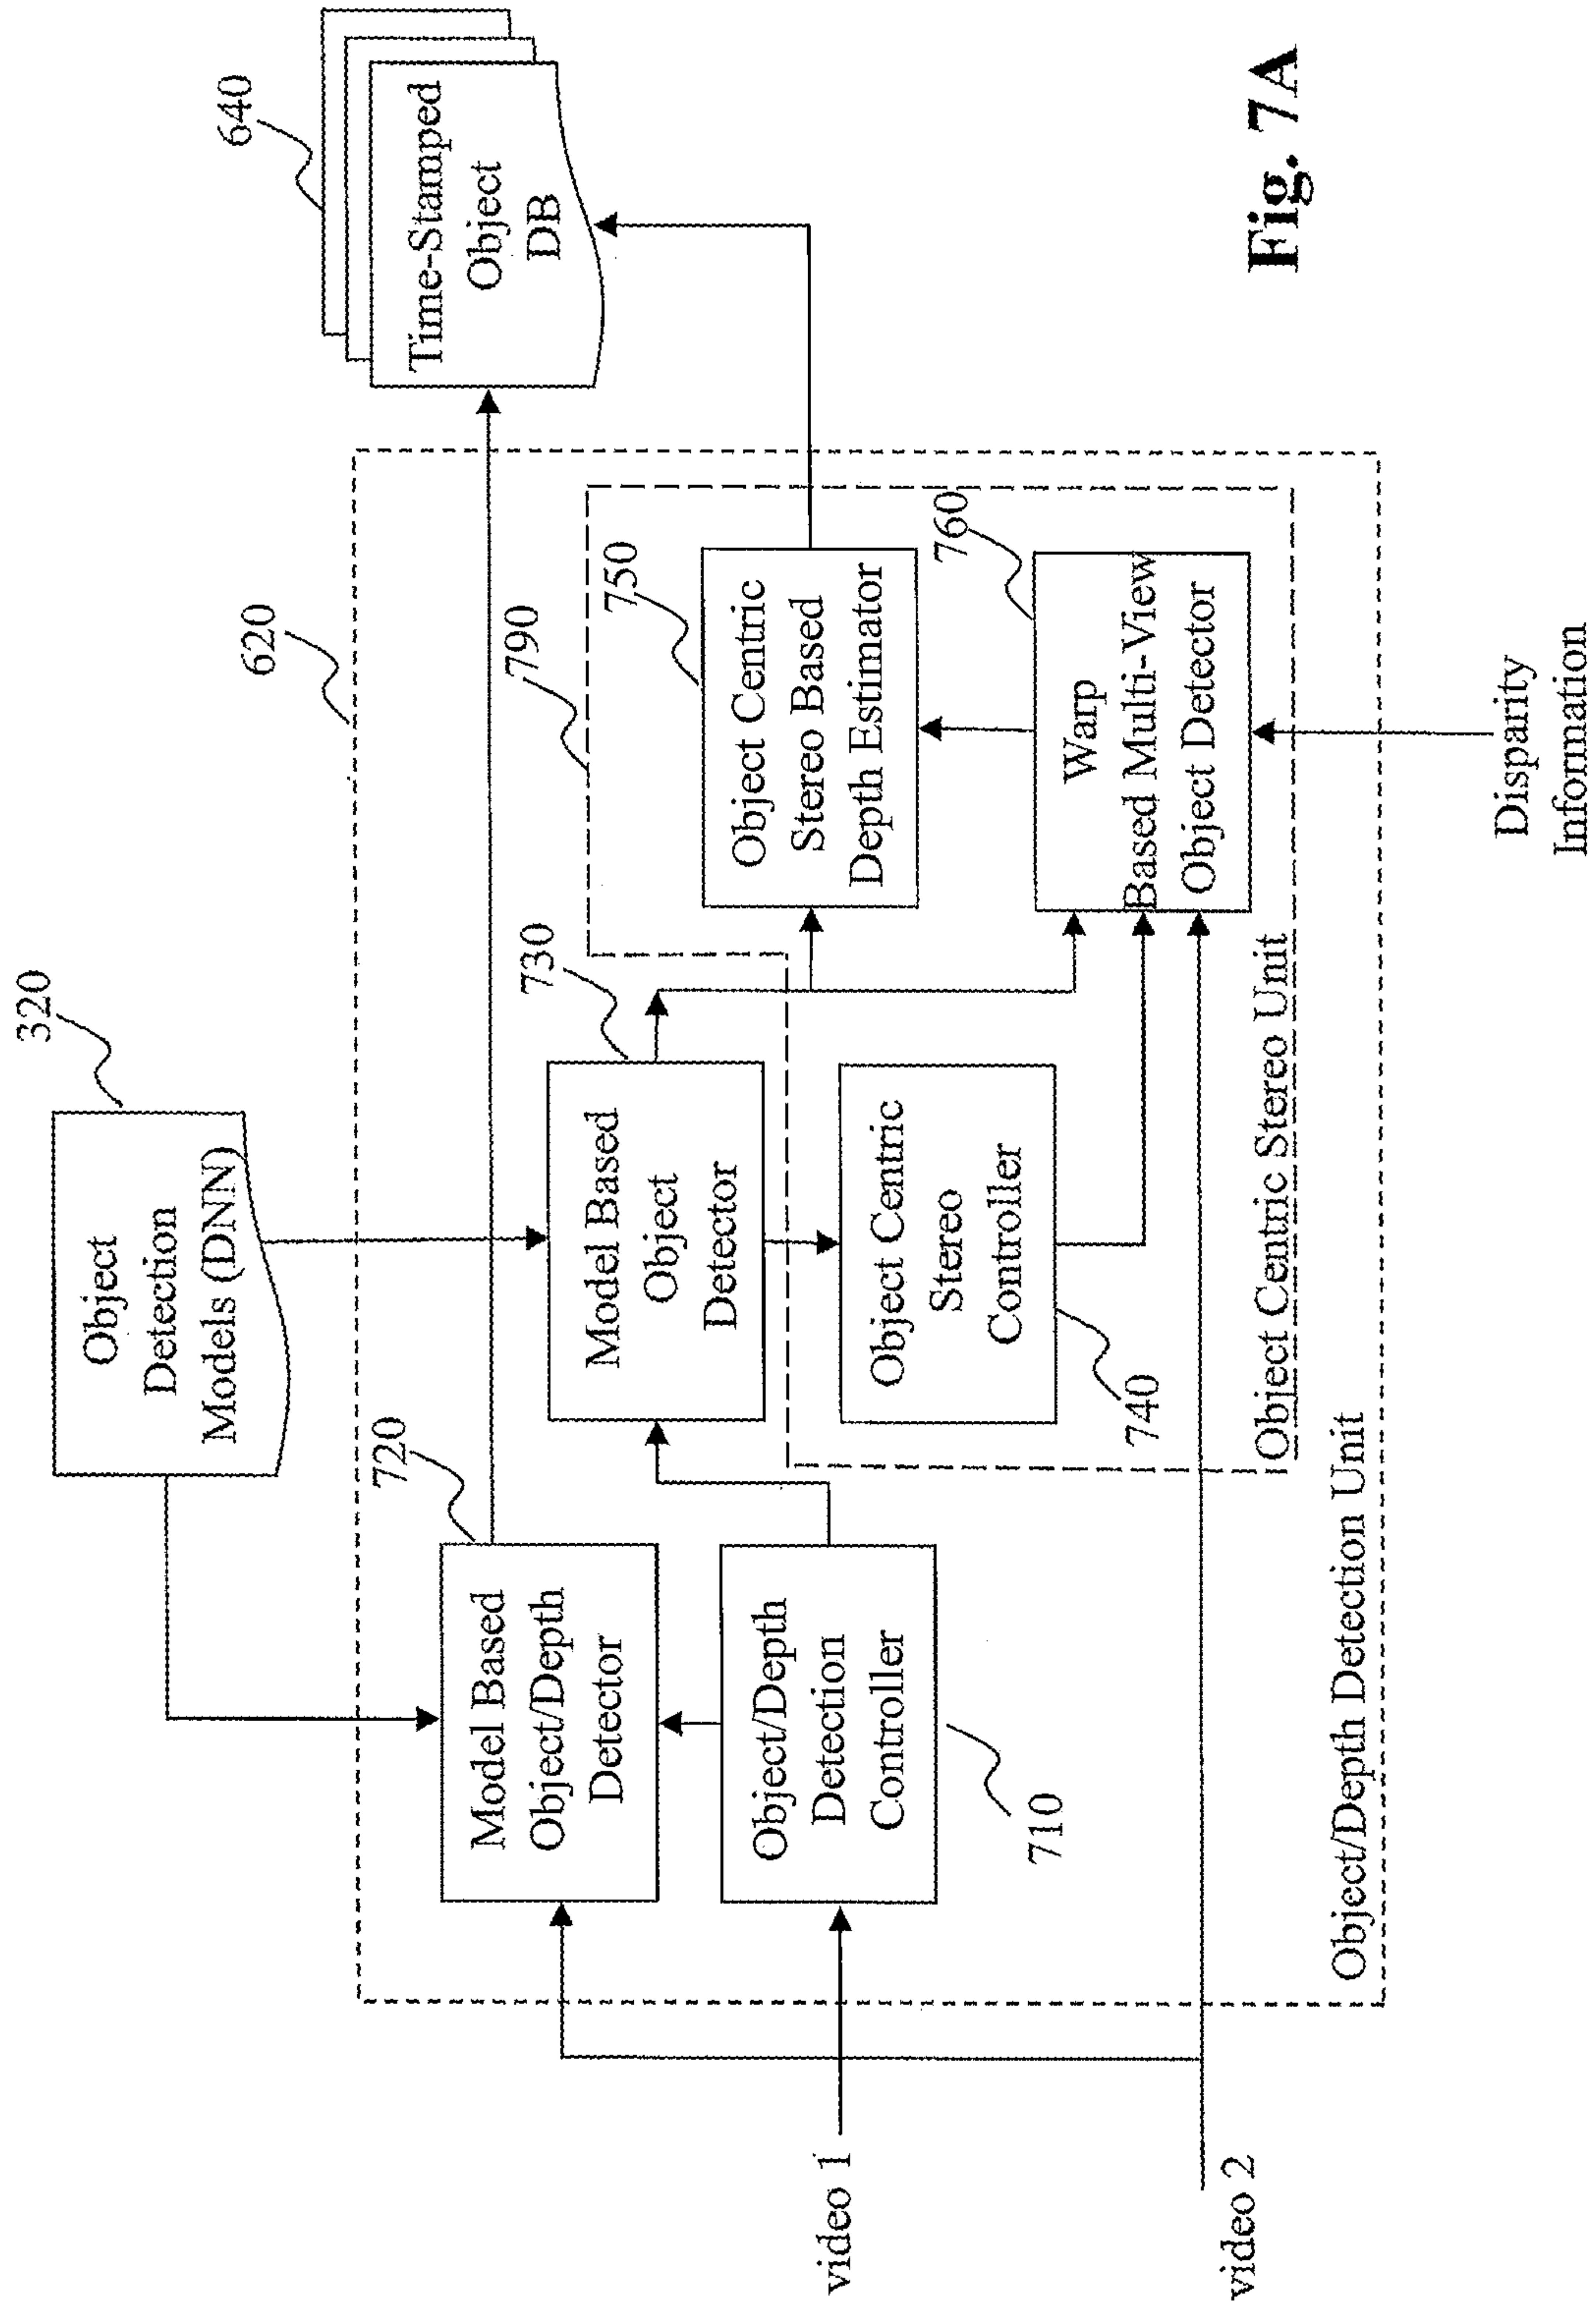 320
Object
Detection
Models (DNN)
640
Time-Stamped
Object
DB
620
720
Model Based
Object/Depth
Detector
730
Model Based
Object
Detector
790
750
Object Centric
Stereo Based
Depth Estimator
Object/Depth
Detection
Controller
710
Object Centric
Stereo
Controller
740
760
Warp
Based Multi-View
Object Detector
Object Centric Stereo Unit
Object/Depth Detection Unit
video 1
video 2
Disparity
Information
Fig. 7A